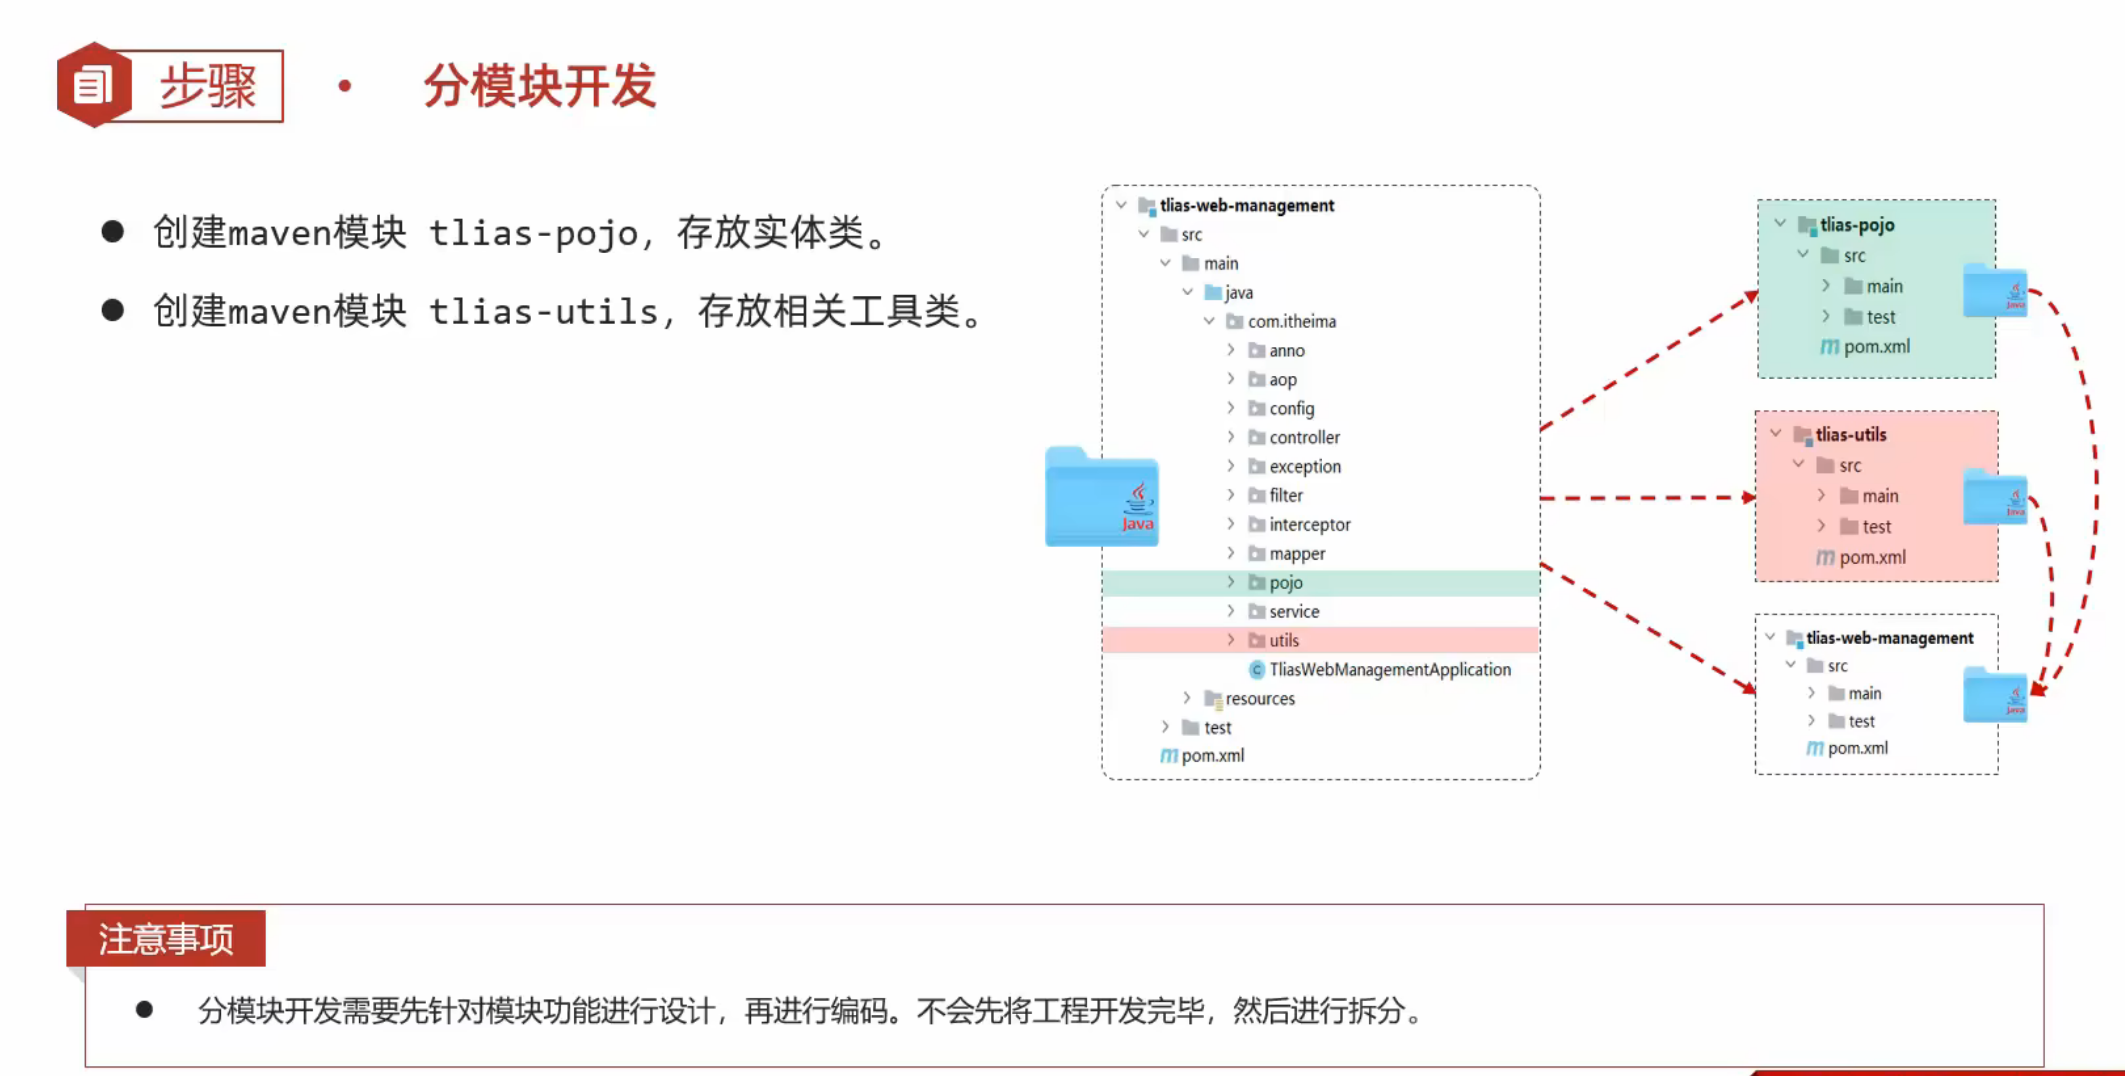 步骤 · 分模块开发
● 创建maven模块 tlias-pojo，存放实体类。
● 创建maven模块 tlias-utils，存放相关工具类。
tlias-web-management
src
main
java
com.itheima
anno
aop
config
controller
exception
filter
interceptor
mapper
pojo
service
utils
TliasWebManagementApplication
resources
test
pom.xml
Java
tlias-pojo
src
main
test
pom.xml
Java
tlias-utils
src
main
test
pom.xml
Java
tlias-web-management
src
main
test
pom.xml
Java
注意事项
● 分模块开发需要先针对模块功能进行设计，再进行编码。不会先将工程开发完毕，然后进行拆分。